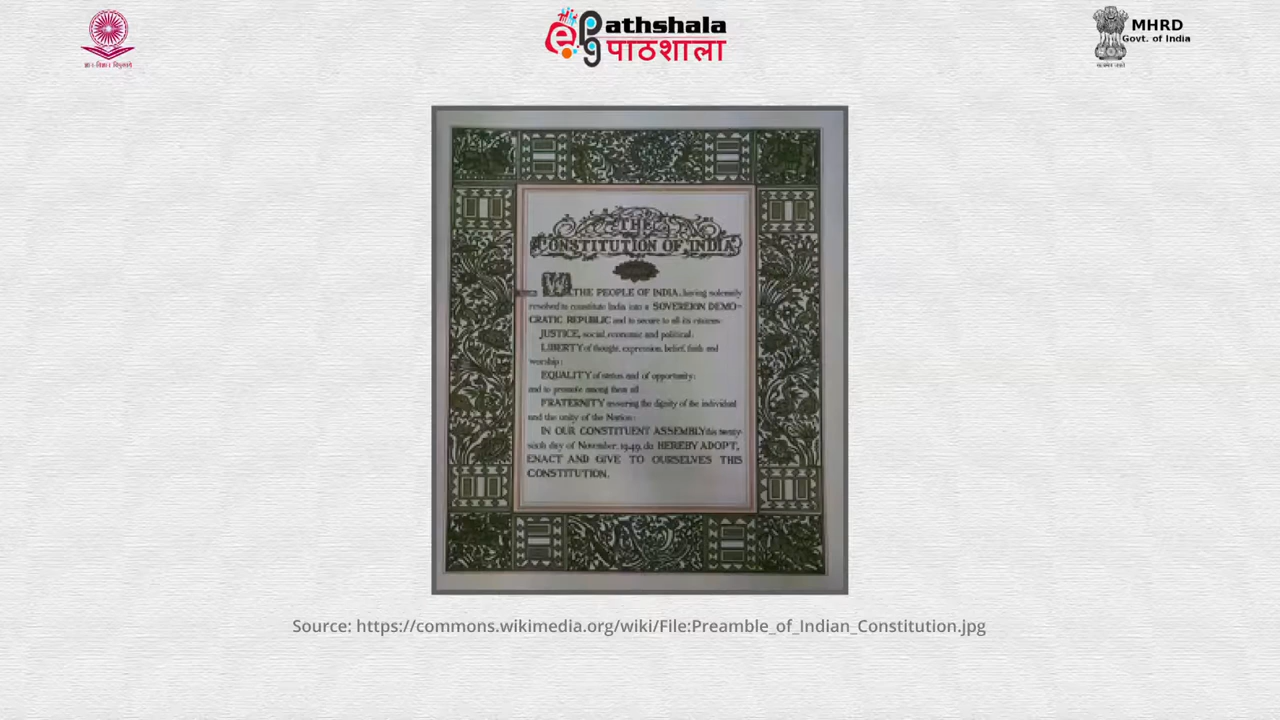 ज्ञान-विज्ञान विमुक्तये
ePathshala
पाठशाला
MHRD
Govt. of India
सत्यमेव जयते
THE
CONSTITUTION OF INDIA
WE, THE PEOPLE OF INDIA, having solemnly
resolved to constitute India into a SOVEREIGN DEMO-
CRATIC REPUBLIC and to secure to all its citizens:
JUSTICE, social, economic and political;
LIBERTY of thought, expression, belief, faith and
worship;
EQUALITY of status and of opportunity;
and to promote among them all
FRATERNITY assuring the dignity of the individual
and the unity of the Nation;
IN OUR CONSTITUENT ASSEMBLY this twenty-
sixth day of November, 1949, do HEREBY ADOPT,
ENACT AND GIVE TO OURSELVES THIS
CONSTITUTION.
Source: https://commons.wikimedia.org/wiki/File:Preamble_of_Indian_Constitution.jpg